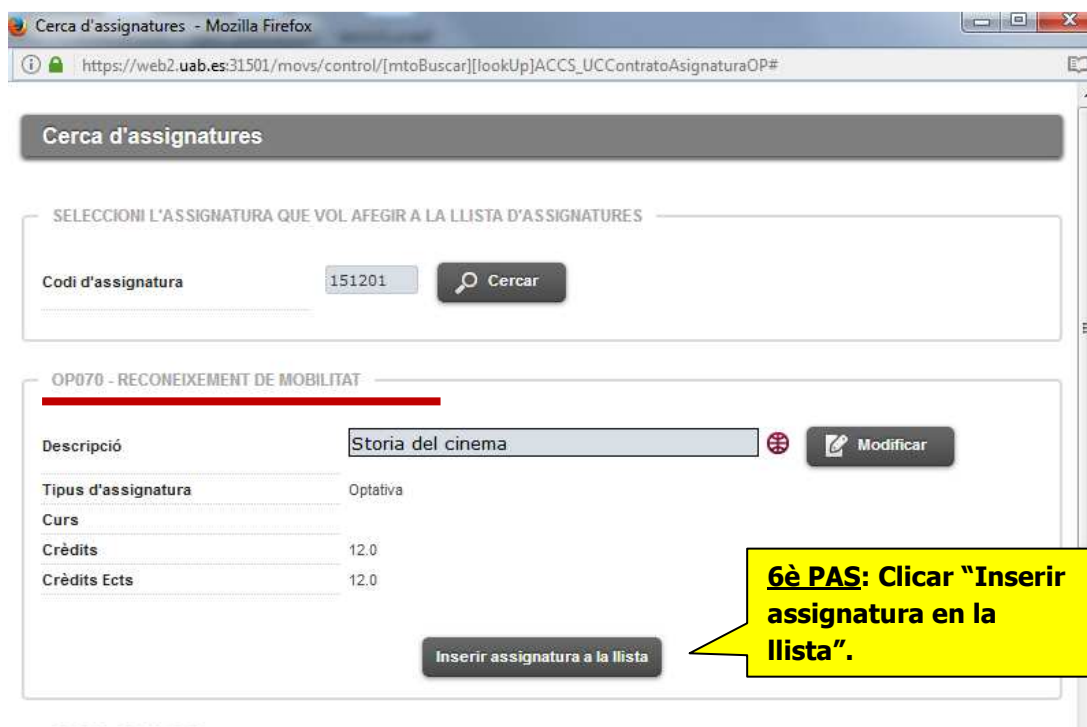 Cerca d'assignatures - Mozilla Firefox
https://web2.uab.es:31501/movs/control/[mtoBuscar][lookUp]ACCS_UCContratoAsignaturaOP#
Cerca d'assignatures
SELECCIONI L'ASSIGNATURA QUE VOL AFEGIR A LA LLISTA D'ASSIGNATURES
Codi d'assignatura 151201 Cercar
OP070 - RECONEIXEMENT DE MOBILITAT
Descripció Storia del cinema Modificar
Tipus d'assignatura Optativa
Curs
Crèdits 12.0
Crèdits Ects 12.0
6è PAS: Clicar “Inserir
assignatura en la
llista”.
Inserir assignatura a la llista